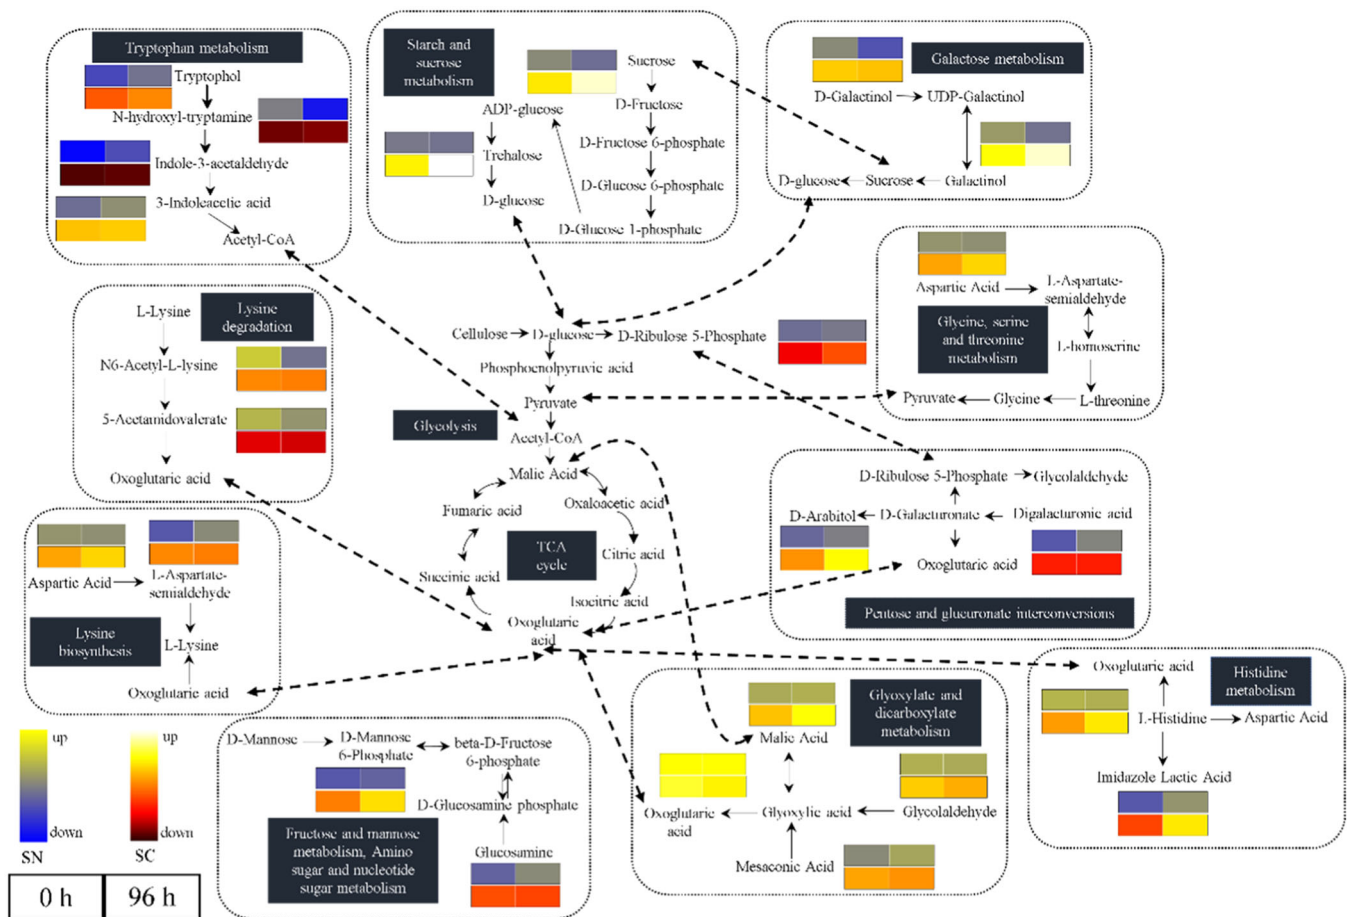 Tryptophan metabolism
Tryptophol
N-hydroxyl-tryptamine
Indole-3-acetaldehyde
3-Indoleacetic acid
Acetyl-CoA
Starch and
sucrose
metabolism
Sucrose
D-Fructose
D-Fructose 6-phosphate
D-Glucose 6-phosphate
D-Glucose 1-phosphate
ADP-glucose
Trehalose
D-glucose
Galactose metabolism
D-Galactinol
UDP-Galactinol
D-glucose
Sucrose
Galactinol
Lysine
degradation
L-Lysine
N6-Acetyl-L-lysine
5-Acetamidovalerate
Oxoglutaric acid
Cellulose
D-glucose
D-Ribulose 5-Phosphate
Phosphoenolpyruvic acid
Pyruvate
Glycolysis
Acetyl-CoA
Malic Acid
Fumaric acid
Oxaloacetic acid
TCA
cycle
Citric acid
Succinic acid
Isocitric acid
Oxoglutaric
acid
Aspartic Acid
L-Aspartate-
semialdehyde
Glycine, serine
and threonine
metabolism
L-homoserine
Pyruvate
Glycine
L-threonine
D-Ribulose 5-Phosphate
Glycolaldehyde
D-Arabitol
D-Galacturonate
Digalacturonic acid
Oxoglutaric acid
Pentose and glucuronate interconversions
Aspartic Acid
L-Aspartate-
semialdehyde
Lysine
biosynthesis
L-Lysine
Oxoglutaric acid
D-Mannose
D-Mannose
6-Phosphate
beta-D-Fructose
6-phosphate
D-Glucosamine phosphate
Fructose and mannose
metabolism, Amino
sugar and nucleotide
sugar metabolism
Glucosamine
Glyoxylate and
dicarboxylate
metabolism
Malic Acid
Oxoglutaric
acid
Glyoxylic acid
Glycolaldehyde
Mesaconic Acid
Oxoglutaric acid
Histidine
metabolism
L-Histidine
Aspartic Acid
Imidazole Lactic Acid
up
down
SN
up
down
SC
0 h
96 h